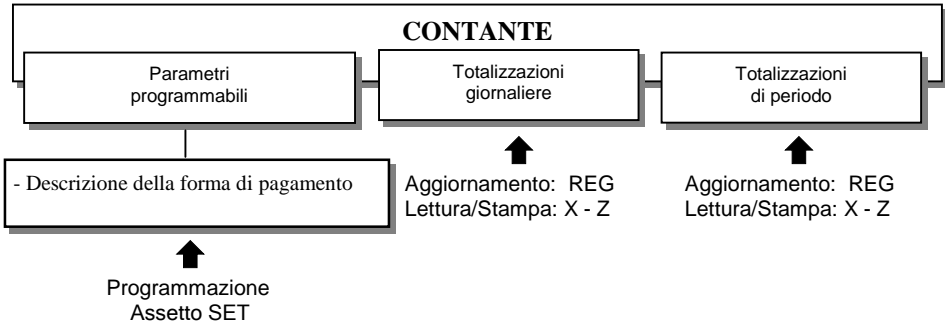 CONTANTE
Parametri
programmabili
Totalizzazioni
giornaliere
Totalizzazioni
di periodo
- Descrizione della forma di pagamento
Aggiornamento: REG
Lettura/Stampa: X - Z
Aggiornamento: REG
Lettura/Stampa: X - Z
Programmazione
Assetto SET